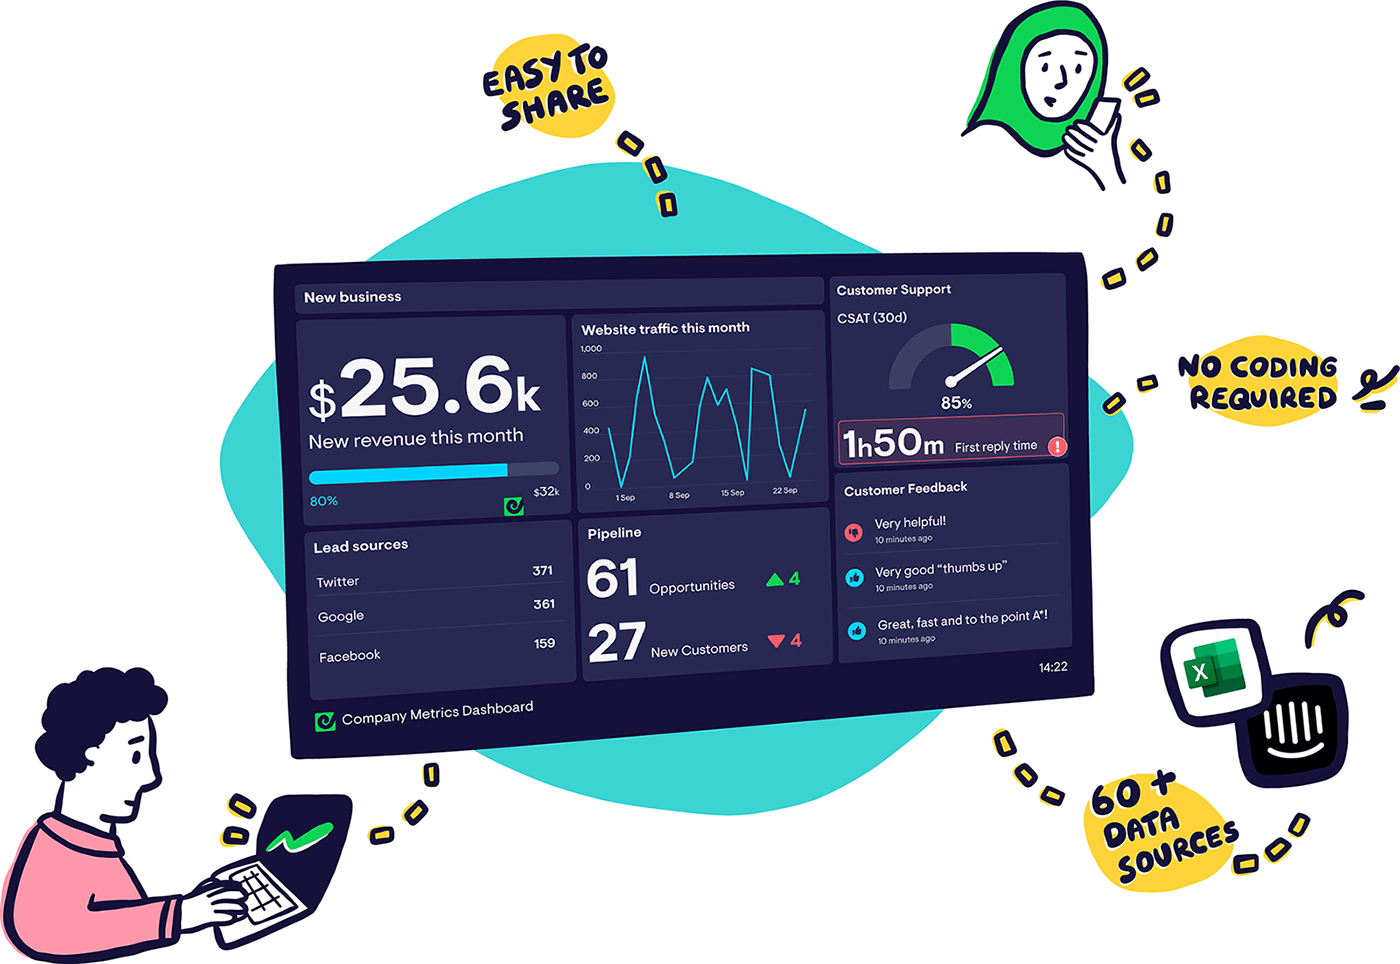 EASY TO
SHARE
New business
$25.6k
New revenue this month
80%
$32k
Website traffic this month
1,000
800
600
400
200
0
1 Sep
8 Sep
15 Sep
22 Sep
Customer Support
CSAT (30d)
85%
1h50m First reply time !
NO CODING
REQUIRED
Lead sources
Twitter 371
Google 361
Facebook 159
Pipeline
61 Opportunities 4
27 New Customers 4
Customer Feedback
Very helpful!
10 minutes ago
Very good “thumbs up”
10 minutes ago
Great, fast and to the point A*!
10 minutes ago
14:22
Company Metrics Dashboard
X
60+
DATA
SOURCES